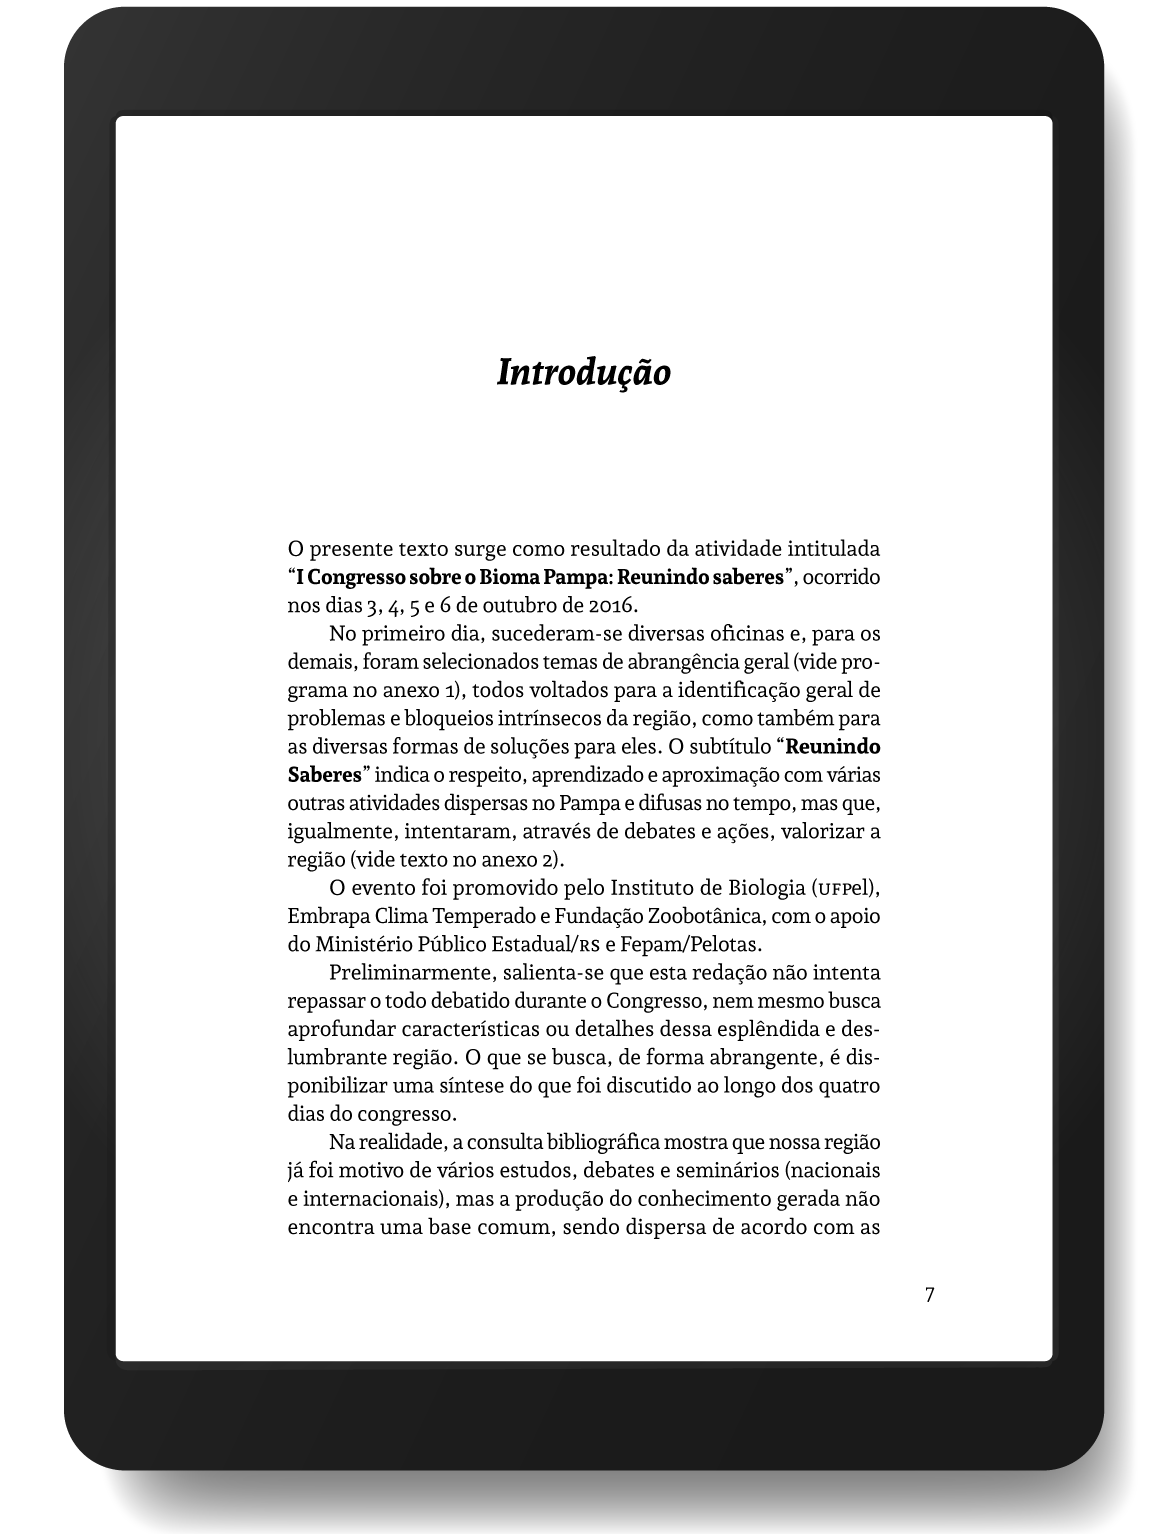 Introdução
O presente texto surge como resultado da atividade intitulada
“I Congresso sobre o Bioma Pampa: Reunindo saberes”, ocorrido
nos dias 3, 4, 5 e 6 de outubro de 2016.
No primeiro dia, sucederam-se diversas oficinas e, para os
demais, foram selecionados temas de abrangência geral (vide pro-
grama no anexo 1), todos voltados para a identificação geral de
problemas e bloqueios intrínsecos da região, como também para
as diversas formas de soluções para eles. O subtítulo “Reunindo
Saberes” indica o respeito, aprendizado e aproximação com várias
outras atividades dispersas no Pampa e difusas no tempo, mas que,
igualmente, intentaram, através de debates e ações, valorizar a
região (vide texto no anexo 2).
O evento foi promovido pelo Instituto de Biologia (UFPel),
Embrapa Clima Temperado e Fundação Zoobotânica, com o apoio
do Ministério Público Estadual/RS e Fepam/Pelotas.
Preliminarmente, salienta-se que esta redação não intenta
repassar o todo debatido durante o Congresso, nem mesmo busca
aprofundar características ou detalhes dessa esplêndida e des-
lumbrante região. O que se busca, de forma abrangente, é dis-
ponibilizar uma síntese do que foi discutido ao longo dos quatro
dias do congresso.
Na realidade, a consulta bibliográfica mostra que nossa região
já foi motivo de vários estudos, debates e seminários (nacionais
e internacionais), mas a produção do conhecimento gerada não
encontra uma base comum, sendo dispersa de acordo com as
7